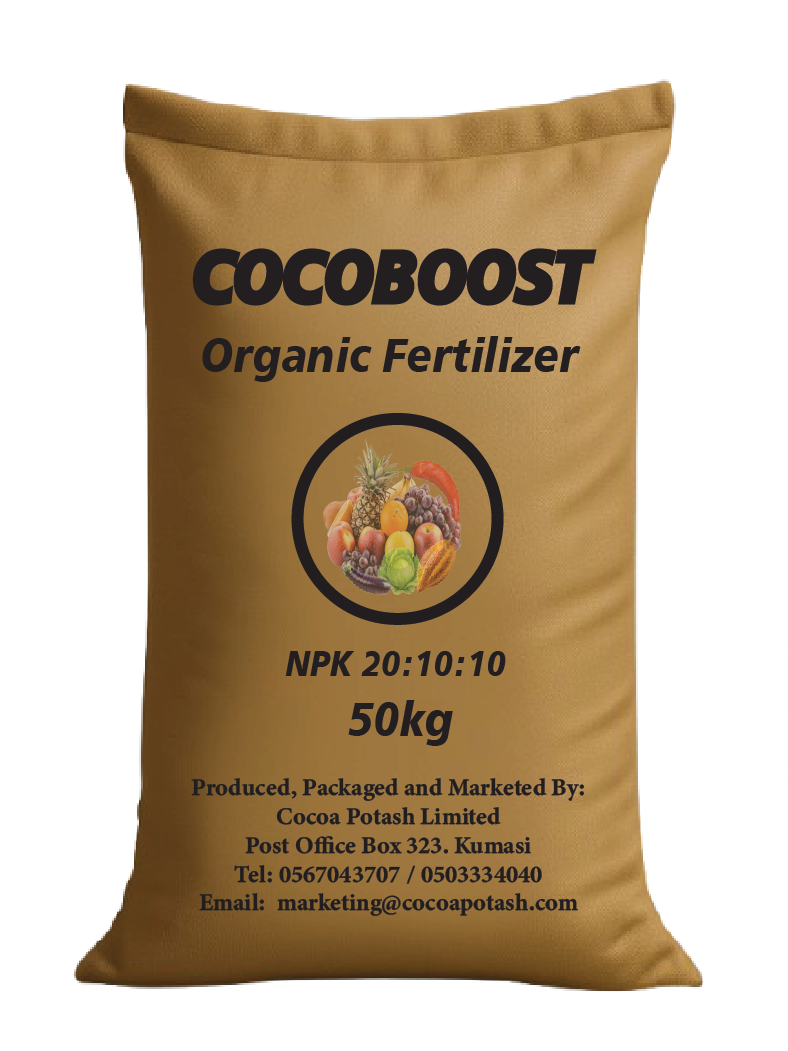 COCOBOOST
Organic Fertilizer
NPK 20:10:10
50kg
Produced, Packaged and Marketed By:
Cocoa Potash Limited
Post Office Box 323. Kumasi
Tel: 0567043707 / 0503334040
Email: marketing@cocoapotash.com